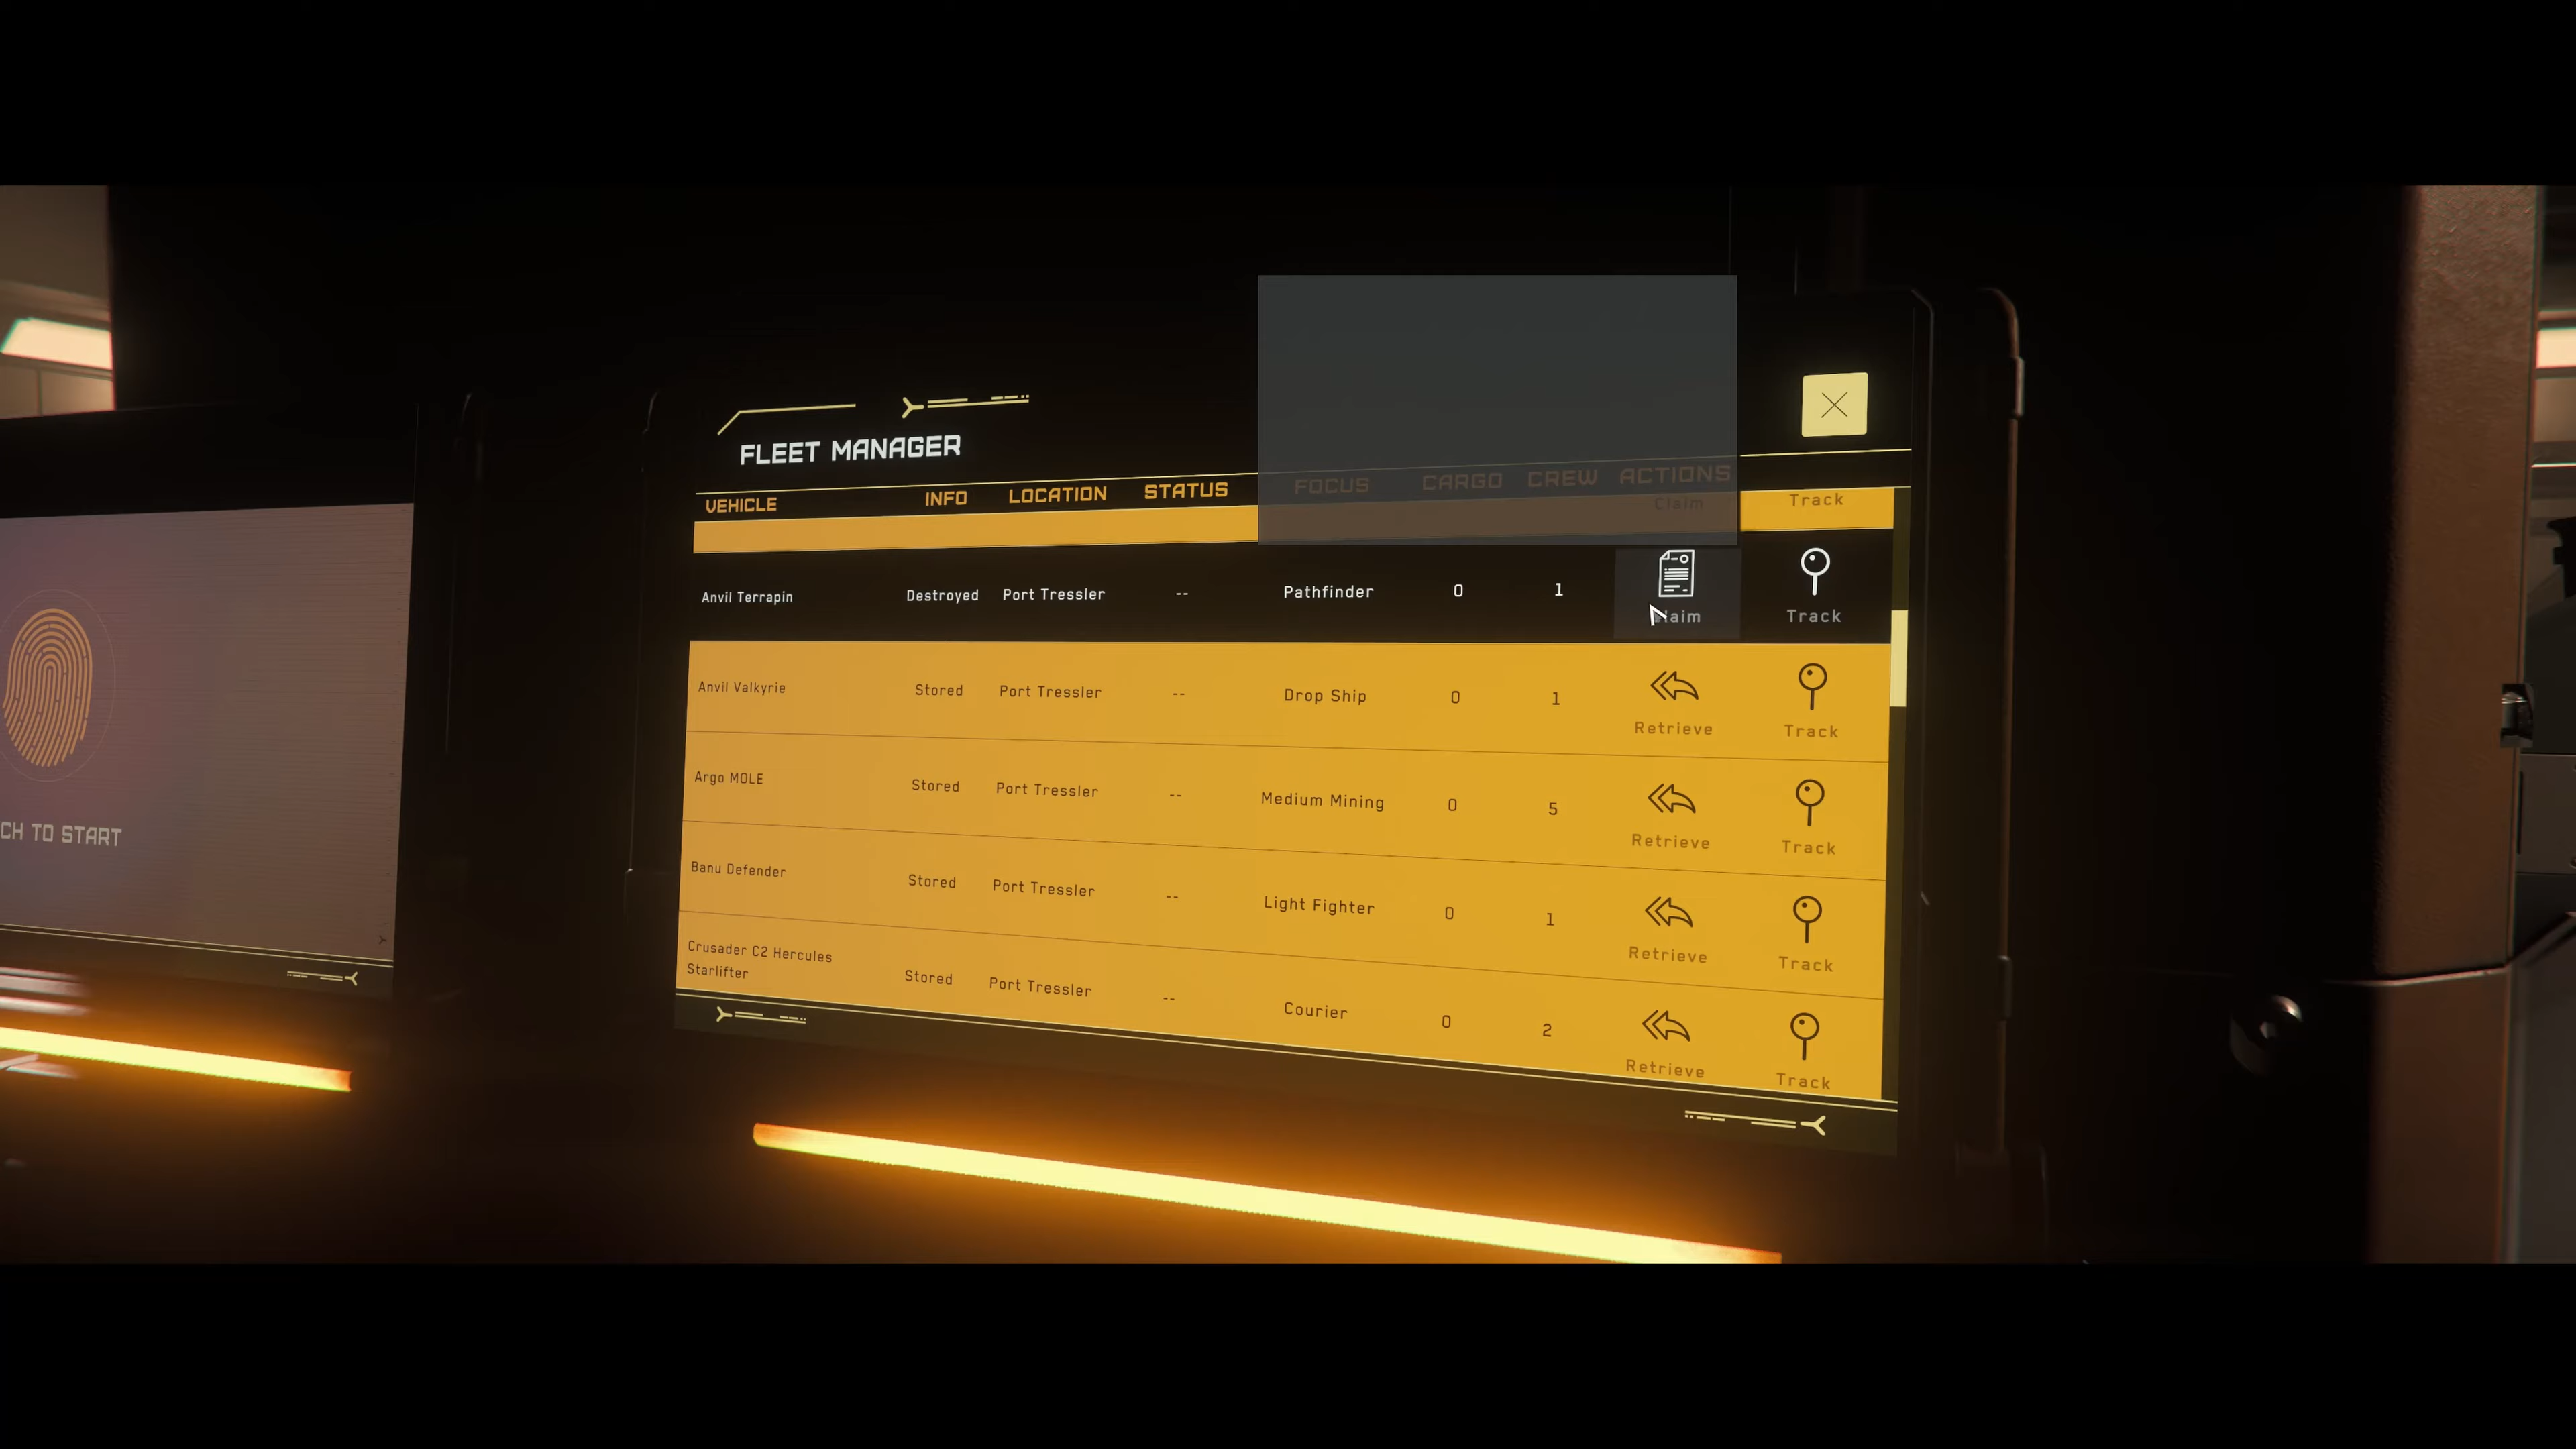 FLEET MANAGER
VEHICLE INFO LOCATION STATUS FOCUS CARGO CREW ACTIONS
Claim Track
Anvil Terrapin Destroyed Port Tressler -- Pathfinder 0 1 Claim Track
Anvil Valkyrie Stored Port Tressler -- Drop Ship 0 1 Retrieve Track
Argo MOLE Stored Port Tressler -- Medium Mining 0 5 Retrieve Track
Banu Defender Stored Port Tressler -- Light Fighter 0 1 Retrieve Track
Crusader C2 Hercules
Starlifter Stored Port Tressler -- Courier 0 2 Retrieve Track
CH TO START